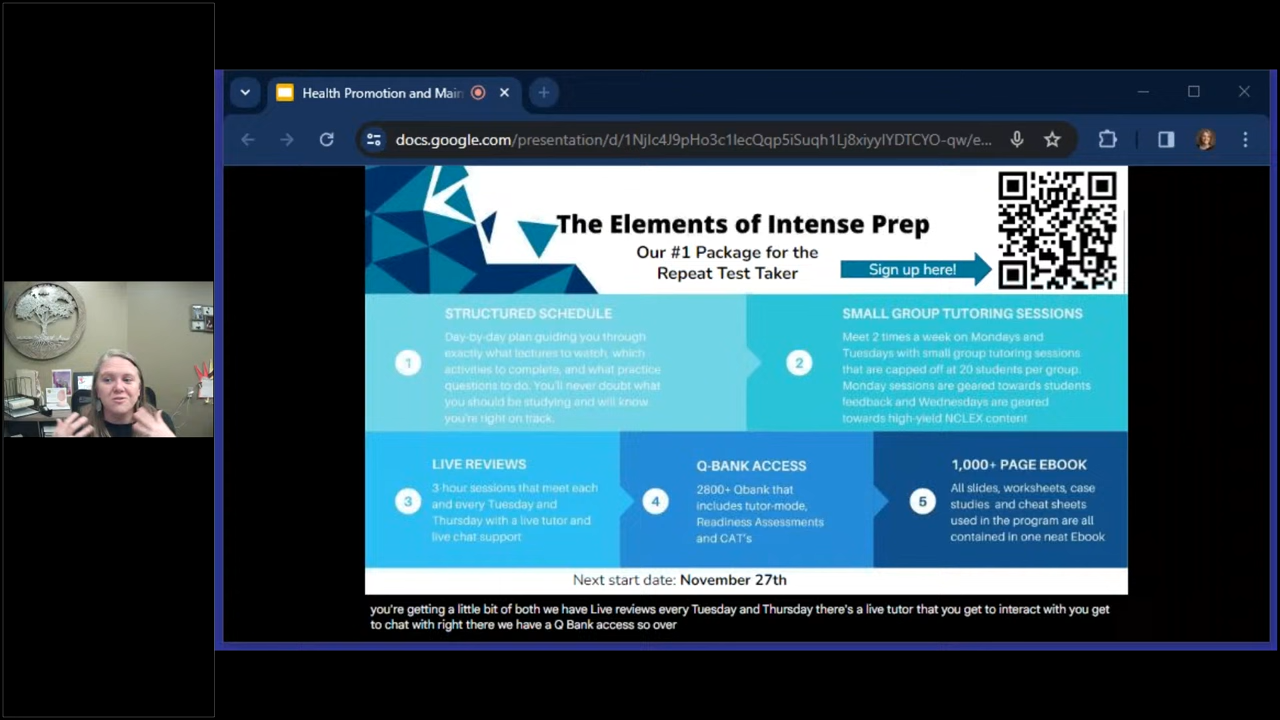 Health Promotion and Main
docs.google.com/presentation/d/1NjIc4J9pHo3c1lecQqp5iSuqh1Lj8xiyylYDTCYO-qw/e...
The Elements of Intense Prep
Our #1 Package for the
Repeat Test Taker
Sign up here!
STRUCTURED SCHEDULE
Day-by-day plan guiding you through
exactly what lectures to watch, which
activities to complete, and what practice
questions to do. You'll never doubt what
you should be studying and will know
you're right on track.
1
SMALL GROUP TUTORING SESSIONS
Meet 2 times a week on Mondays and
Tuesdays with small group tutoring sessions
that are capped off at 20 students per group.
Monday sessions are geared towards students
feedback and Wednesdays are geared
towards high-yield NCLEX content
2
LIVE REVIEWS
3-hour sessions that meet each
and every Tuesday and
Thursday with a live tutor and
live chat support
3
Q-BANK ACCESS
2800+ Qbank that
includes tutor-mode,
Readiness Assessments
and CAT's
4
1,000+ PAGE EBOOK
All slides, worksheets, case
studies and cheat sheets
used in the program are all
contained in one neat Ebook
5
Next start date: November 27th
you're getting a little bit of both we have Live reviews every Tuesday and Thursday there's a live tutor that you get to interact with you get
to chat with right there we have a Q Bank access so over